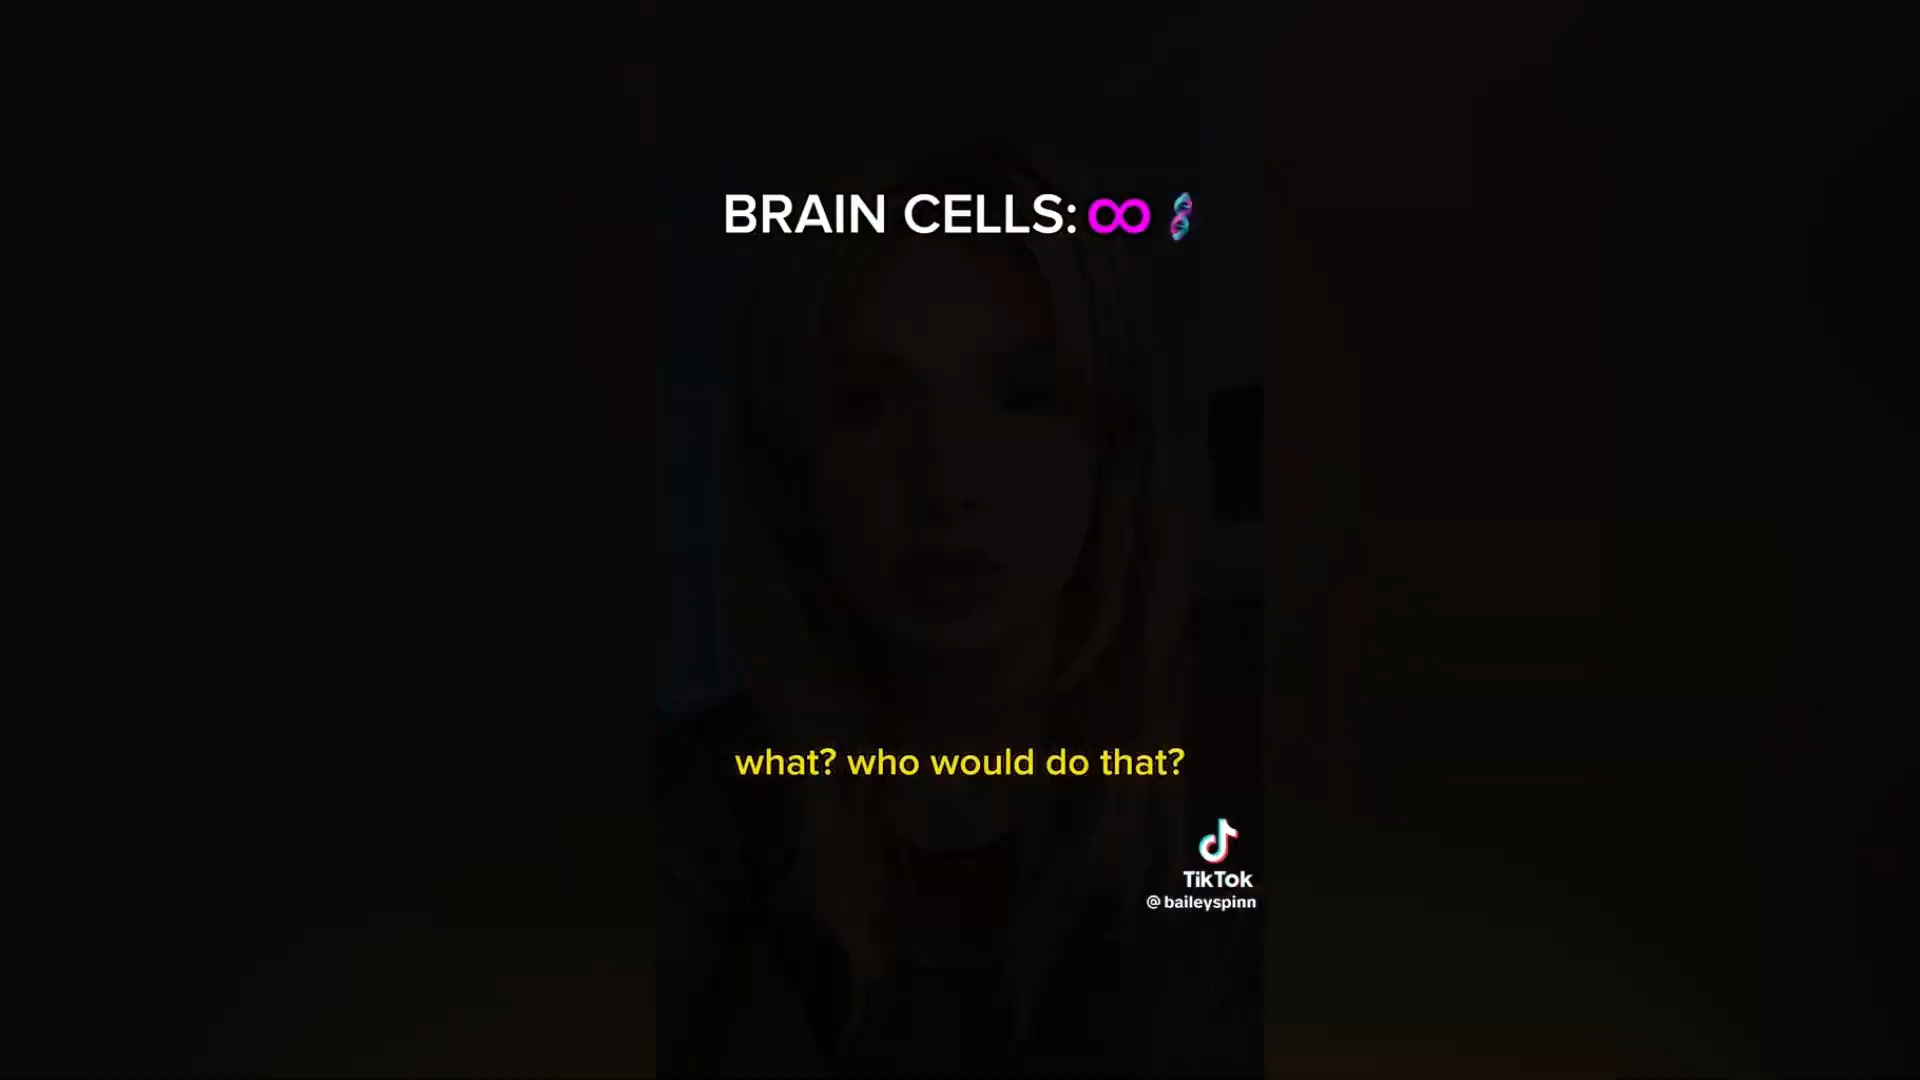 BRAIN CELLS: ∞ 🧬
what? who would do that?
TikTok
@baileyspinn